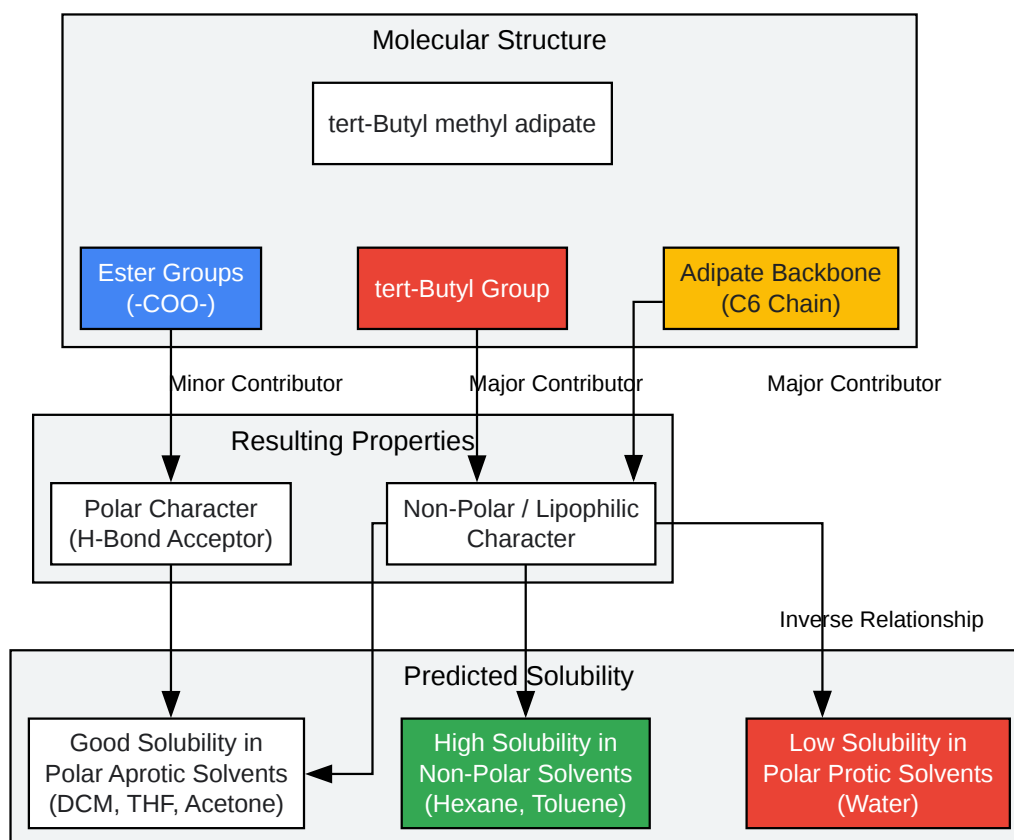 Molecular Structure
tert-Butyl methyl adipate
Ester Groups
(-COO-)
tert-Butyl Group
Adipate Backbone
(C6 Chain)
Minor Contributor
Major Contributor
Major Contributor
Resulting Properties
Polar Character
(H-Bond Acceptor)
Non-Polar / Lipophilic
Character
Inverse Relationship
Predicted Solubility
Good Solubility in
Polar Aprotic Solvents
(DCM, THF, Acetone)
High Solubility in
Non-Polar Solvents
(Hexane, Toluene)
Low Solubility in
Polar Protic Solvents
(Water)